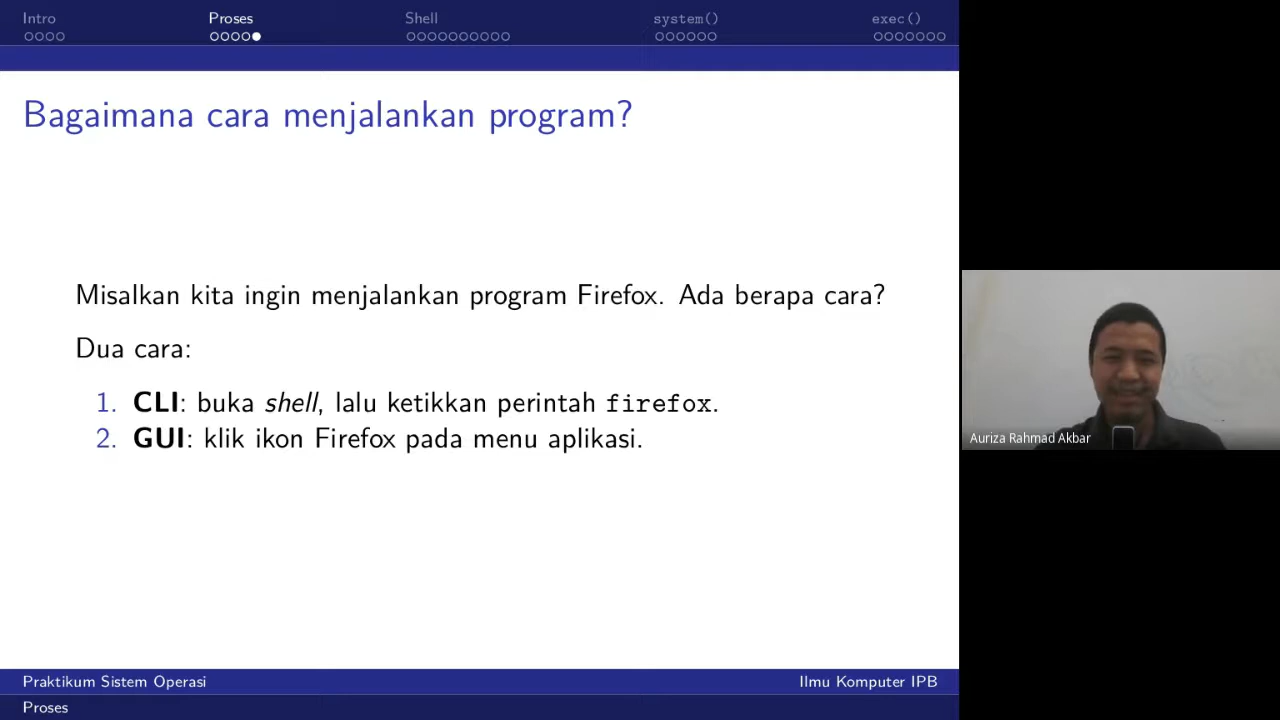 Intro Proses Shell system() exec()
Bagaimana cara menjalankan program?
Misalkan kita ingin menjalankan program Firefox. Ada berapa cara?
Dua cara:
1. CLI: buka shell, lalu ketikkan perintah firefox.
2. GUI: klik ikon Firefox pada menu aplikasi.
Auriza Rahmad Akbar
Praktikum Sistem Operasi Ilmu Komputer IPB
Proses